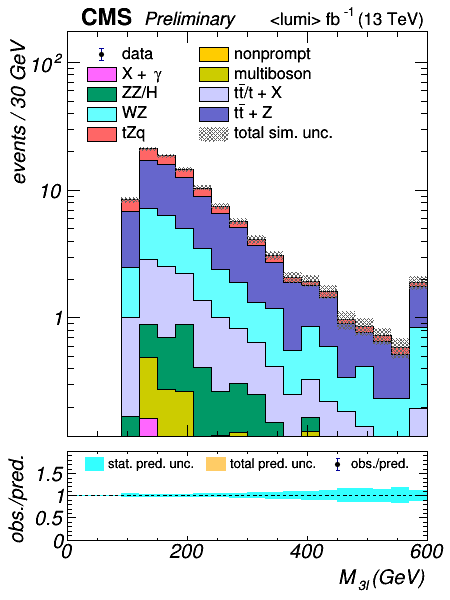 CMS Preliminary <lumi> fb⁻¹ (13 TeV)
events / 30 GeV
10²
10
1
data
X + γ
ZZ/H
WZ
tZq
nonprompt
multiboson
tt̄/t + X
tt̄ + Z
total sim. unc.
obs./pred.
1.5
1
0.5
0
stat. pred. unc. total pred. unc. obs./pred.
0 200 400 600
M₃ₗ (GeV)